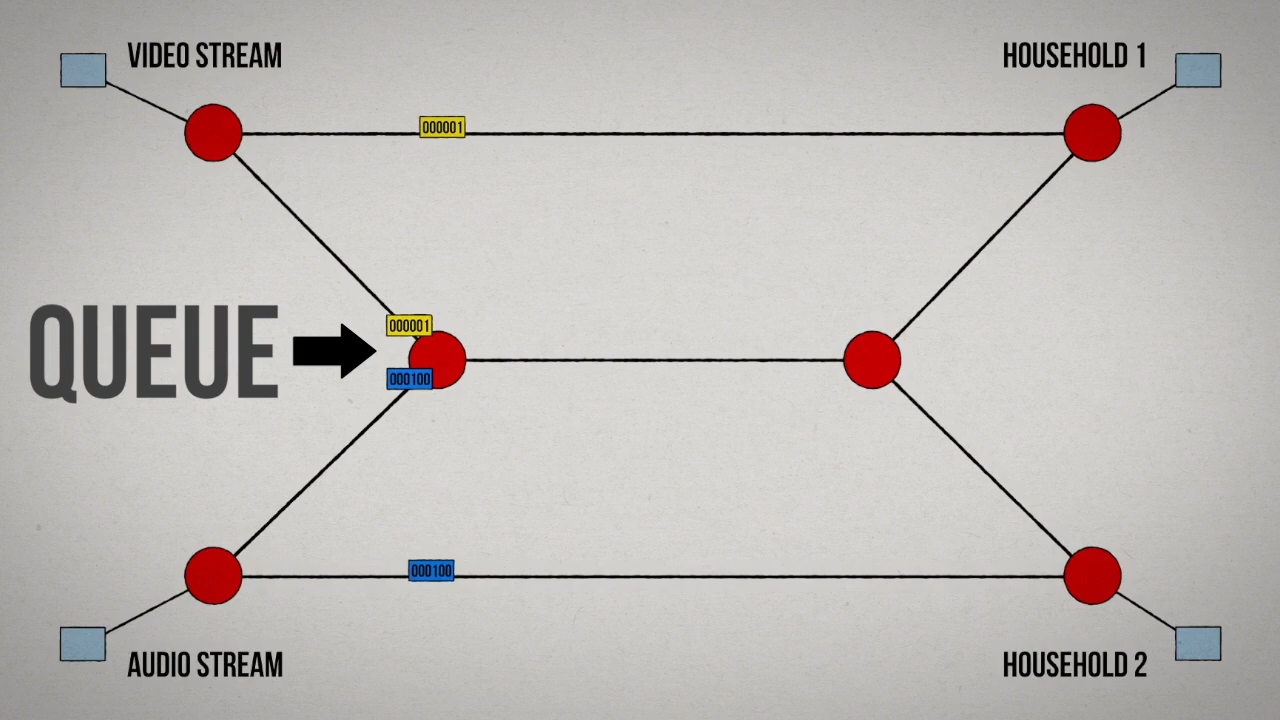 VIDEO STREAM
HOUSEHOLD 1
000001
QUEUE
000001
000100
000100
AUDIO STREAM
HOUSEHOLD 2